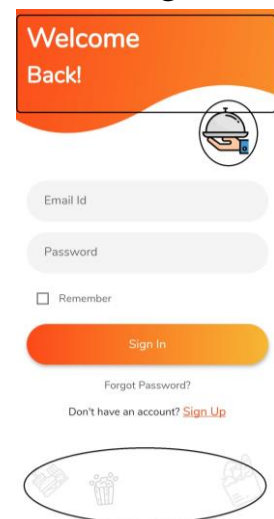 Welcome
Back!
Email Id
Password
Remember
Sign In
Forgot Password?
Don't have an account? Sign Up